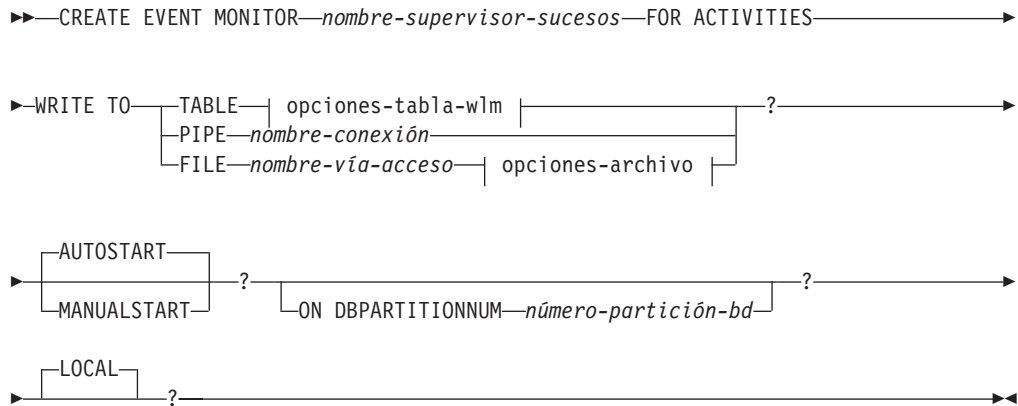 CREATE EVENT MONITOR nombre-supervisor-sucesos FOR ACTIVITIES
WRITE TO TABLE opciones-tabla-wlm ?
PIPE nombre-conexión
FILE nombre-vía-acceso opciones-archivo
AUTOSTART
? ?
MANUALSTART ON DBPARTITIONNUM número-partición-bd
LOCAL
?